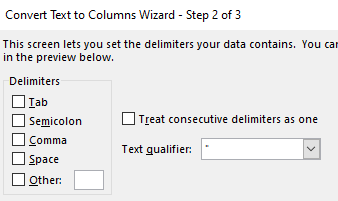 Convert Text to Columns Wizard - Step 2 of 3
This screen lets you set the delimiters your data contains. You can
in the preview below.
Delimiters
Tab
Semicolon
Comma
Space
Other:
Treat consecutive delimiters as one
Text qualifier: "